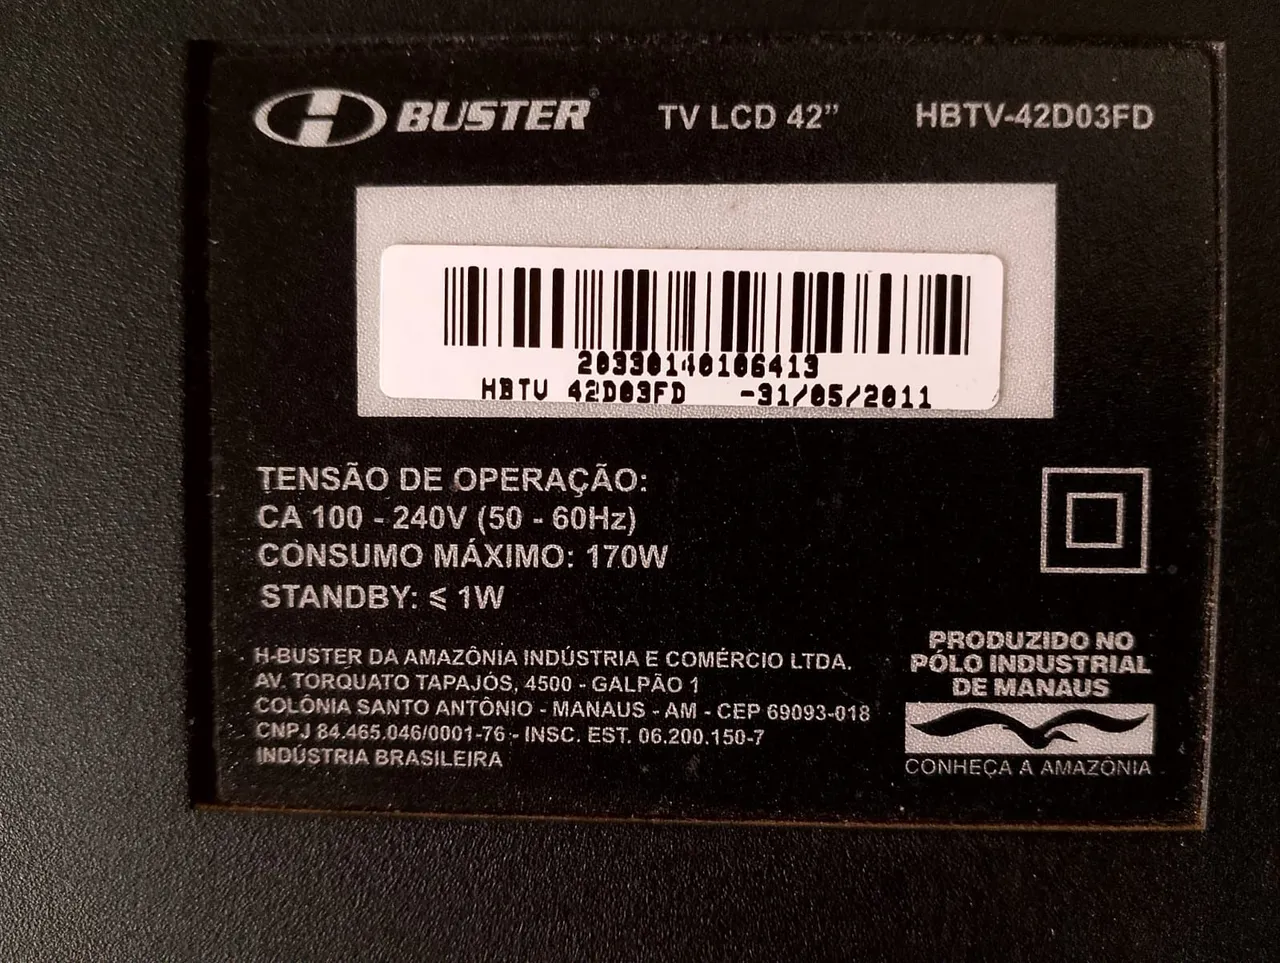 H BUSTER TV LCD 42” HBTV-42D03FD
20330140106413
HBTV 42D03FD -31/05/2011
TENSÃO DE OPERAÇÃO:
CA 100 - 240V (50 - 60Hz)
CONSUMO MÁXIMO: 170W
STANDBY: ⩽ 1W
H-BUSTER DA AMAZÔNIA INDÚSTRIA E COMÉRCIO LTDA.
AV. TORQUATO TAPAJÓS, 4500 - GALPÃO 1
COLÔNIA SANTO ANTÔNIO - MANAUS - AM - CEP 69093-018
CNPJ 84.465.046/0001-76 - INSC. EST. 06.200.150-7
INDÚSTRIA BRASILEIRA
PRODUZIDO NO
PÓLO INDUSTRIAL
DE MANAUS
CONHEÇA A AMAZÔNIA